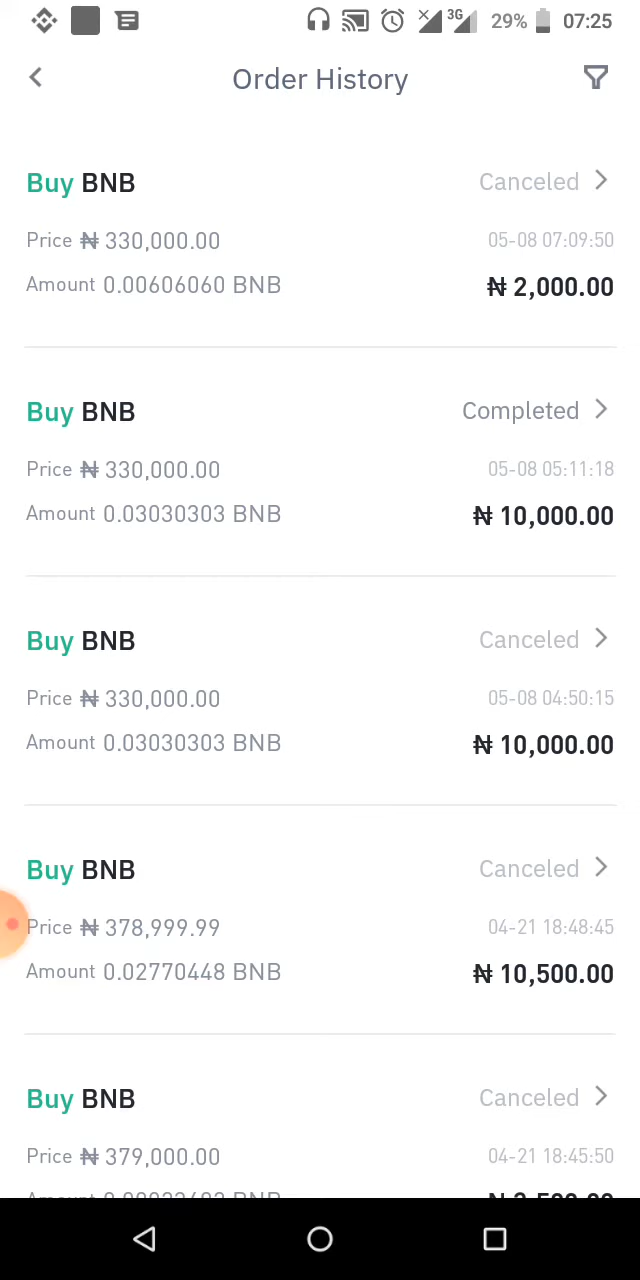 3G 29% 07:25
Order History
Buy BNB Canceled
Price ₦ 330,000.00 05-08 07:09:50
Amount 0.00606060 BNB ₦ 2,000.00
Buy BNB Completed
Price ₦ 330,000.00 05-08 05:11:18
Amount 0.03030303 BNB ₦ 10,000.00
Buy BNB Canceled
Price ₦ 330,000.00 05-08 04:50:15
Amount 0.03030303 BNB ₦ 10,000.00
Buy BNB Canceled
Price ₦ 378,999.99 04-21 18:48:45
Amount 0.02770448 BNB ₦ 10,500.00
Buy BNB Canceled
Price ₦ 379,000.00 04-21 18:45:50
Amount BNB